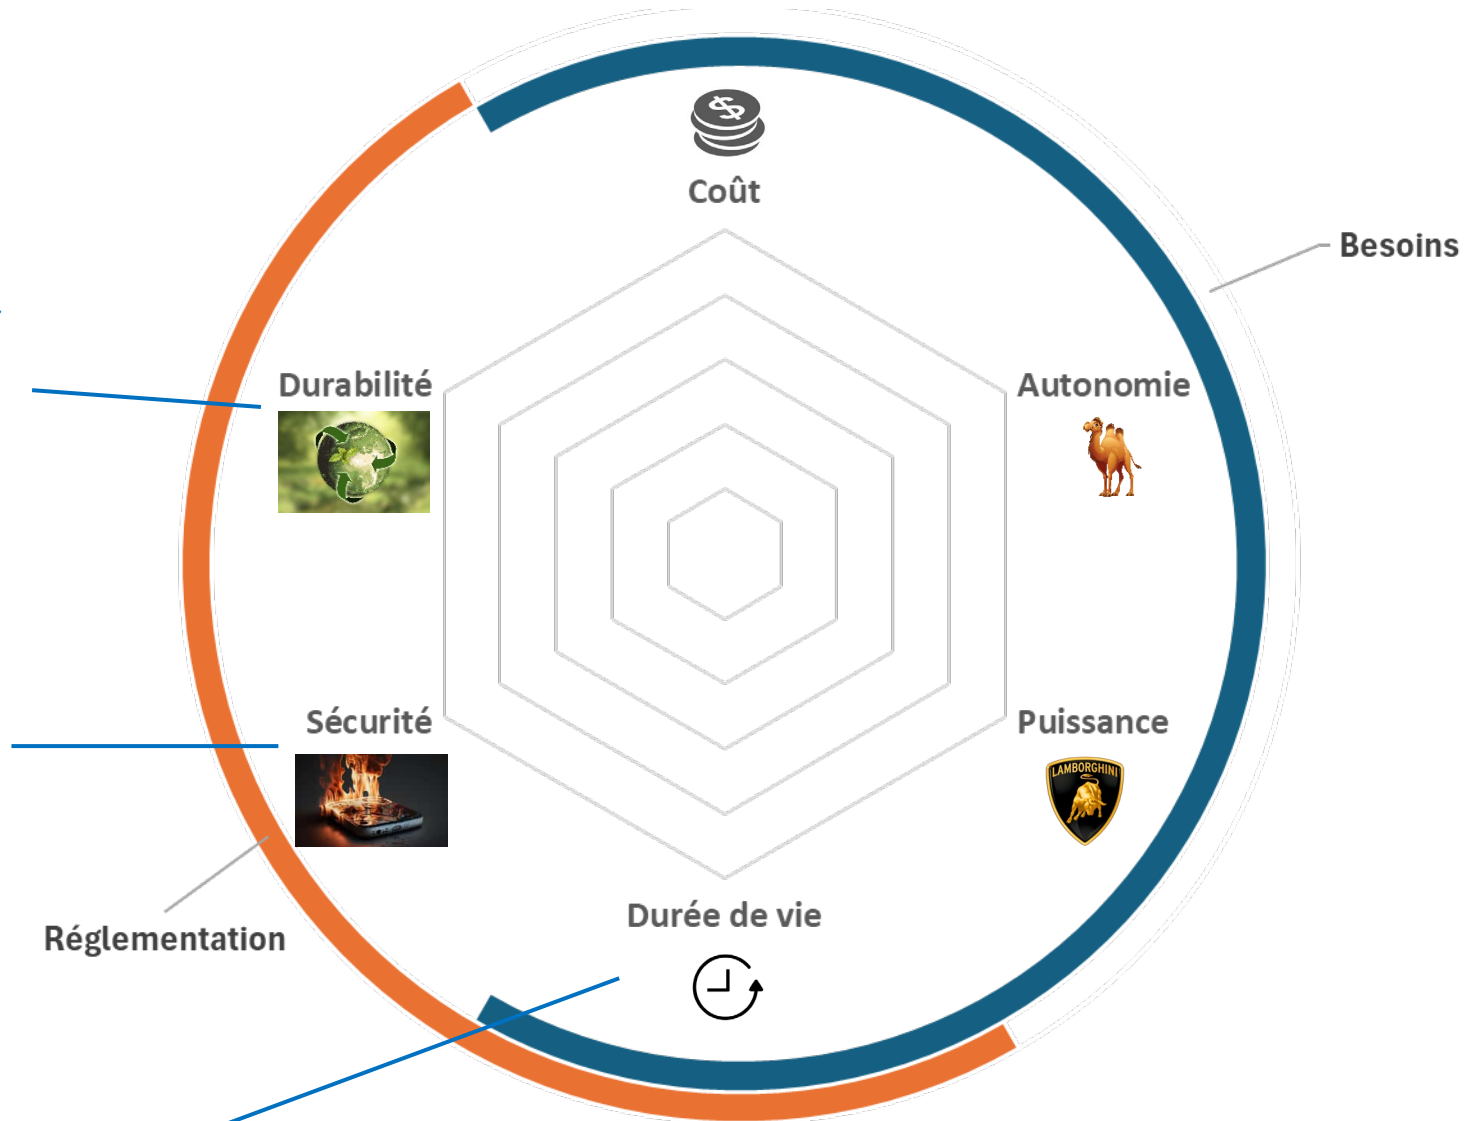 $
Coût
Besoins
Durabilité
Autonomie
Sécurité
Puissance
LAMBORGHINI
Durée de vie
Réglementation